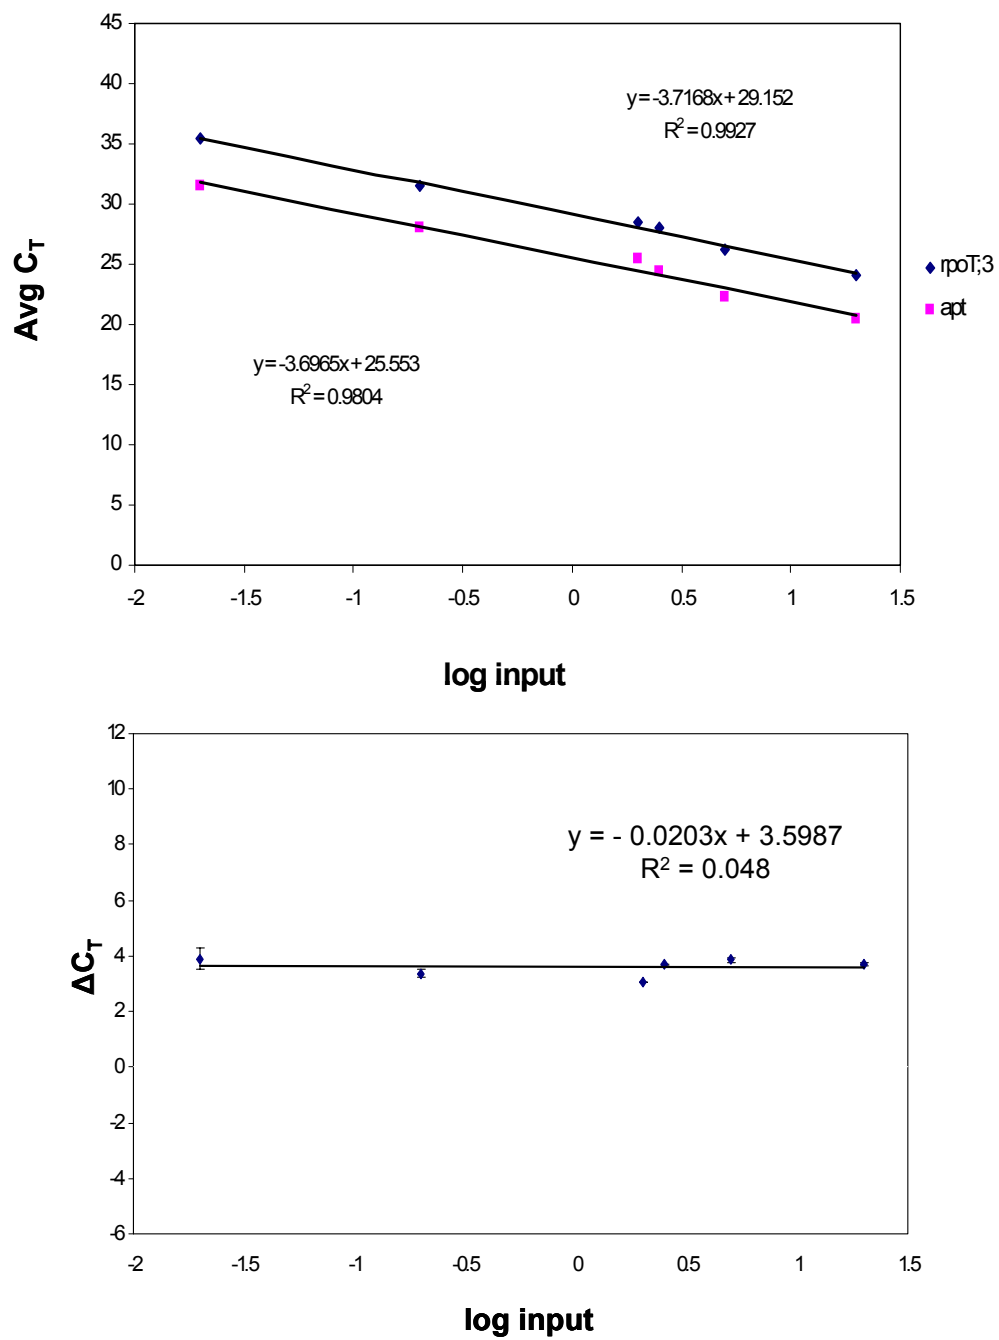 45
40
35
30
25
20
15
10
5
0
Avg CT
y = -3.7168x + 29.152
R2 = 0.9927
y = -3.6965x + 25.553
R2 = 0.9804
rpoT;3
apt
-2 -1.5 -1 -0.5 0 0.5 1 1.5
log input
12
10
8
6
4
2
0
-2
-4
-6
ΔCT
y = - 0.0203x + 3.5987
R2 = 0.048
-2 -1.5 -1 -0.5 0 0.5 1 1.5
log input